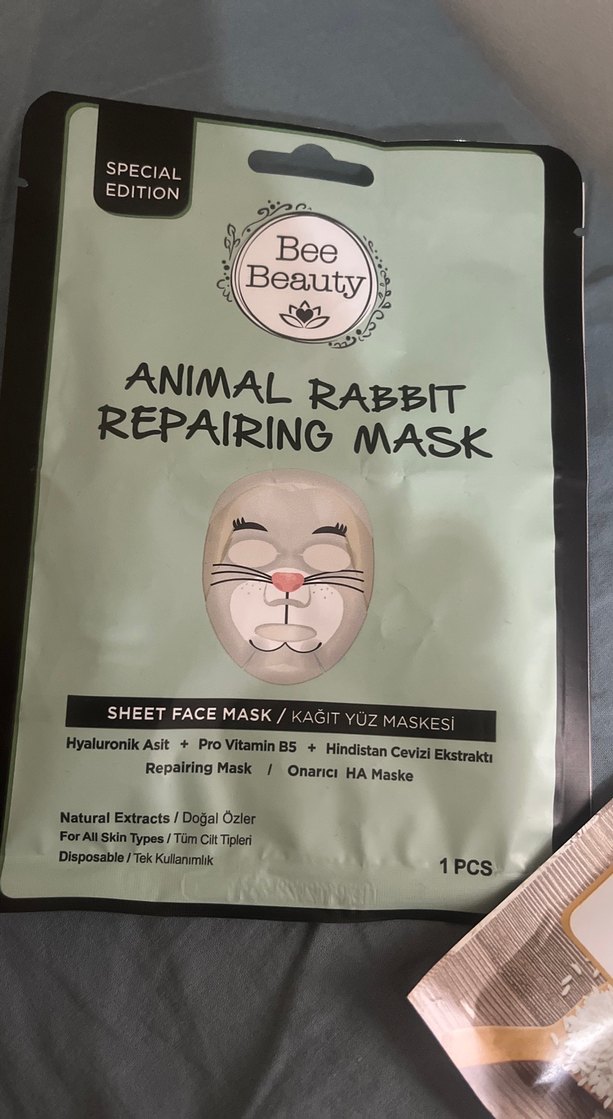 SPECIAL
EDITION
Bee
Beauty
ANIMAL RABBIT
REPAIRING MASK
SHEET FACE MASK / KAĞIT YÜZ MASKESİ
Hyaluronik Asit + Pro Vitamin B5 + Hindistan Cevizi Ekstraktı
Repairing Mask / Onarıcı HA Maske
Natural Extracts / Doğal Özler
For All Skin Types / Tüm Cilt Tipleri
Disposable / Tek Kullanımlık
1 PCS